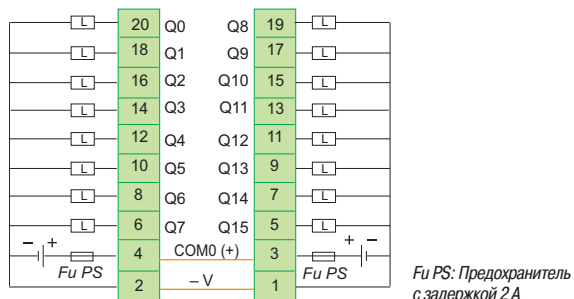 L 20 Q0 Q8 19 L
L 18 Q1 Q9 17 L
L 16 Q2 Q10 15 L
L 14 Q3 Q11 13 L
L 12 Q4 Q12 11 L
L 10 Q5 Q13 9 L
L 8 Q6 Q14 7 L
L 6 Q7 Q15 5 L
– + 4 COM0 (+) 3 + –
Fu PS Fu PS
2 – V 1
Fu PS: Предохранитель
с задержкой 2 А